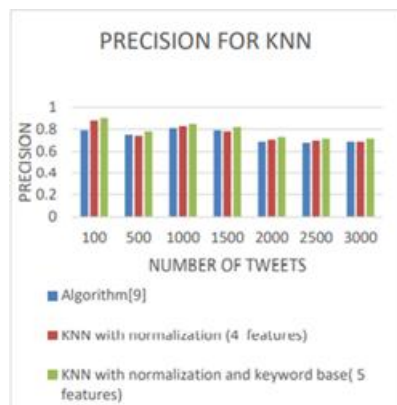 PRECISION FOR KNN
PRECISION
1
0.8
0.6
0.4
0.2
0
100 500 1000 1500 2000 2500 3000
NUMBER OF TWEETS
Algorithm[9]
KNN with normalization (4 features)
KNN with normalization and keyword base( 5
features)